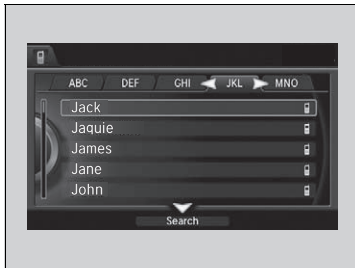 ABC DEF GHI JKL MNO
Jack
Jaquie
James
Jane
John
Search